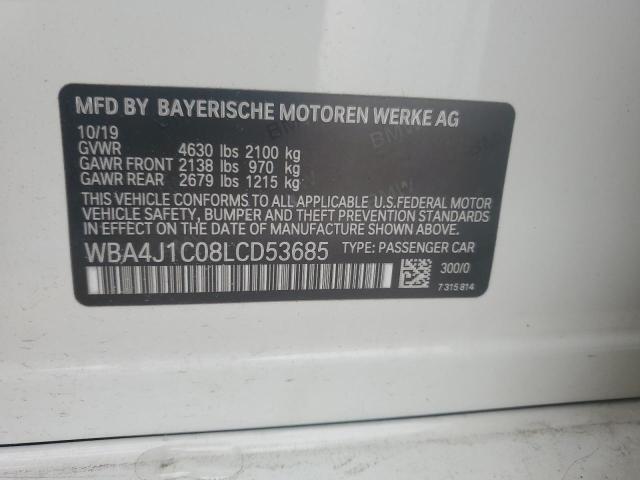 MFD BY BAYERISCHE MOTOREN WERKE AG
10/19
GVWR 4630 lbs 2100 kg
GAWR FRONT 2138 lbs 970 kg
GAWR REAR 2679 lbs 1215 kg
THIS VEHICLE CONFORMS TO ALL APPLICABLE U.S.FEDERAL MOTOR
VEHICLE SAFETY, BUMPER AND THEFT PREVENTION STANDARDS
IN EFFECT ON THE DATE OF MANUFACTURE SHOWN ABOVE.
WBA4J1C08LCD53685 TYPE: PASSENGER CAR
300/0
7 315 814